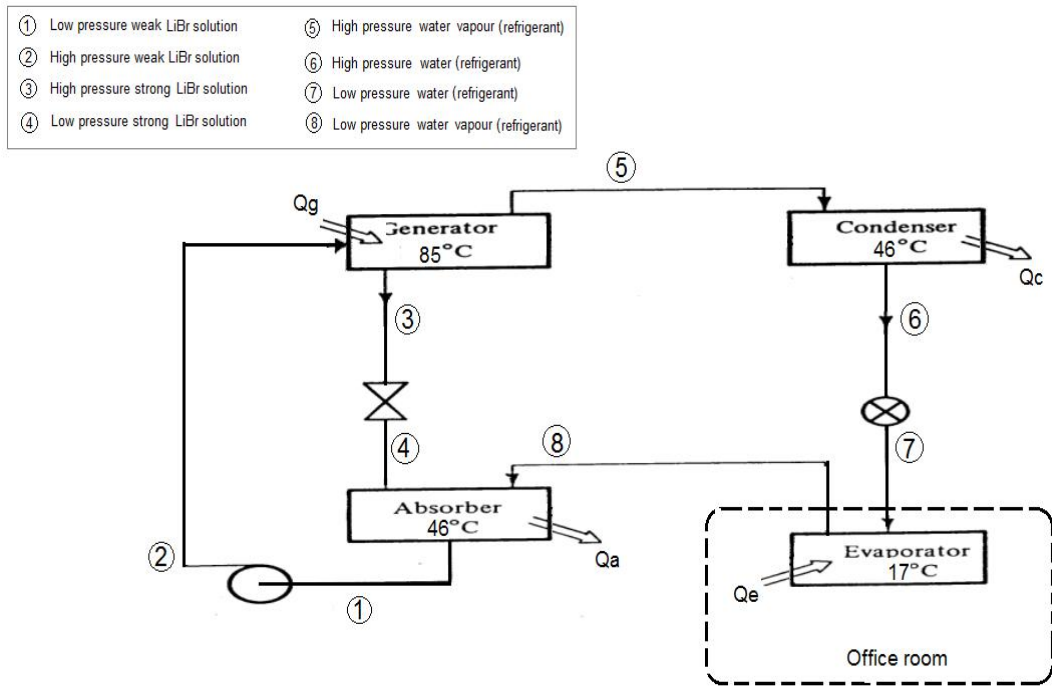 ① Low pressure weak LiBr solution
② High pressure weak LiBr solution
③ High pressure strong LiBr solution
④ Low pressure strong LiBr solution
⑤ High pressure water vapour (refrigerant)
⑥ High pressure water (refrigerant)
⑦ Low pressure water (refrigerant)
⑧ Low pressure water vapour (refrigerant)
⑤
Qg
Generator
85°C
Condenser
46°C
Qc
③
⑥
④
⑧
⑦
Absorber
46°C
Qa
②
①
Evaporator
17°C
Qe
Office room